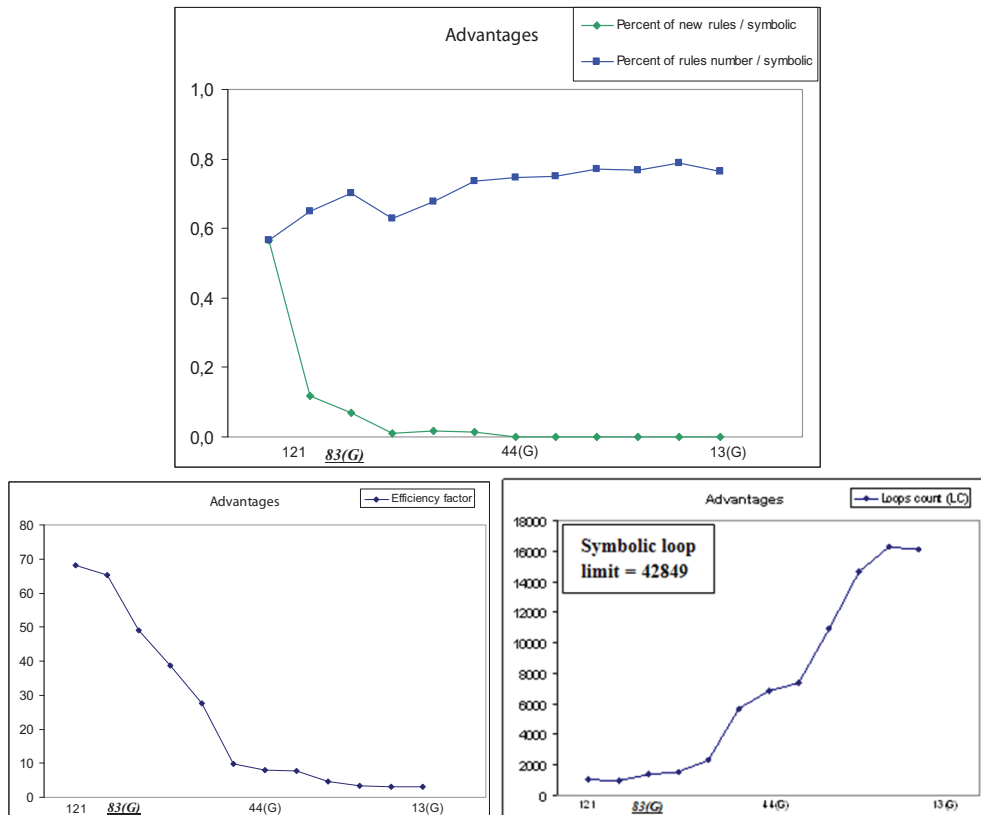 Advantages
Percent of new rules / symbolic
Percent of rules number / symbolic
1,0
0,8
0,6
0,4
0,2
0,0
121 83(G) 44(G) 13(G)
Advantages
Efficiency factor
80
70
60
50
40
30
20
10
0
121 83(G) 44(G) 13(G)
Advantages
Loops count (LC)
Symbolic loop
limit = 42849
18000
16000
14000
12000
10000
8000
6000
4000
2000
0
121 83(G) 44(G) 13(G)